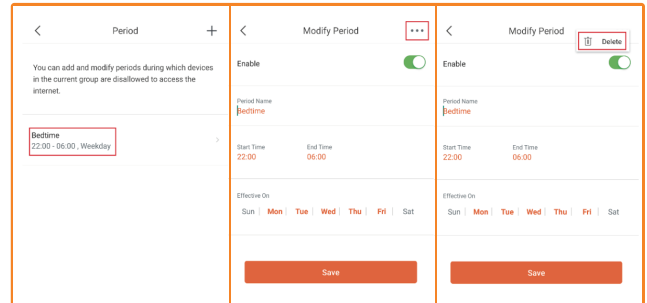 Period
You can add and modify periods during which devices
in the current group are disallowed to access the
internet.
Bedtime
22:00 - 06:00 , Weekday
Modify Period
Enable
Period Name
Bedtime
Start Time End Time
22:00 06:00
Effective On
Sun Mon Tue Wed Thu Fri Sat
Save
Modify Period
Delete
Enable
Period Name
Bedtime
Start Time End Time
22:00 06:00
Effective On
Sun Mon Tue Wed Thu Fri Sat
Save